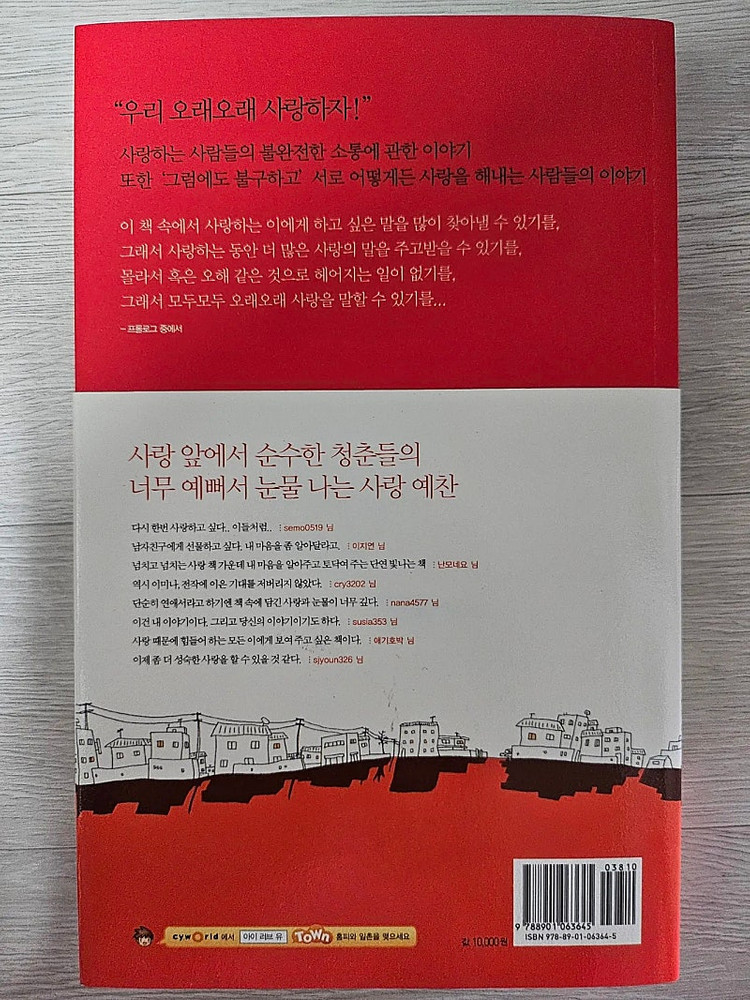 “우리 오래오래 사랑하자!”
사랑하는 사람들의 불완전한 소통에 관한 이야기
또한 ‘그럼에도 불구하고’ 서로 어떻게든 사랑을 해내는 사람들의 이야기
이 책 속에서 사랑하는 이에게 하고 싶은 말을 많이 찾아낼 수 있기를,
그래서 사랑하는 동안 더 많은 사랑의 말을 주고받을 수 있기를,
몰라서 혹은 오해 같은 것으로 헤어지는 일이 없기를,
그래서 모두모두 오래오래 사랑을 말할 수 있기를...
- 프롤로그 중에서
사랑 앞에서 순수한 청춘들의
너무 예뻐서 눈물 나는 사랑 예찬
다시 한번 사랑하고 싶다.. 이들처럼.. : semo0519 님
남자친구에게 선물하고 싶다. 내 마음을 좀 알아달라고. : 이지연 님
넘치고 넘치는 사랑 책 가운데 내 마음을 알아주고 토닥여 주는 단연 빛나는 책 : 난모네요 님
역시 이미나, 전작에 이은 기대를 저버리지 않았다. : cry3202 님
단순히 연애서라고 하기엔 책 속에 담긴 사랑과 눈물이 너무 깊다. : nana4577 님
이건 내 이야기이다. 그리고 당신의 이야기이기도 하다. : susia353 님
사랑 때문에 힘들어 하는 모든 이에게 보여 주고 싶은 책이다. : 애기호박 님
이제 좀 더 성숙한 사랑을 할 수 있을 것 같다. : sjyoun326 님
03810
9 788901 063645
ISBN 978-89-01-06364-5
cyworld에서 아이 러브 유 TOWN 홈피와 일촌을 맺으세요
값 10,000원